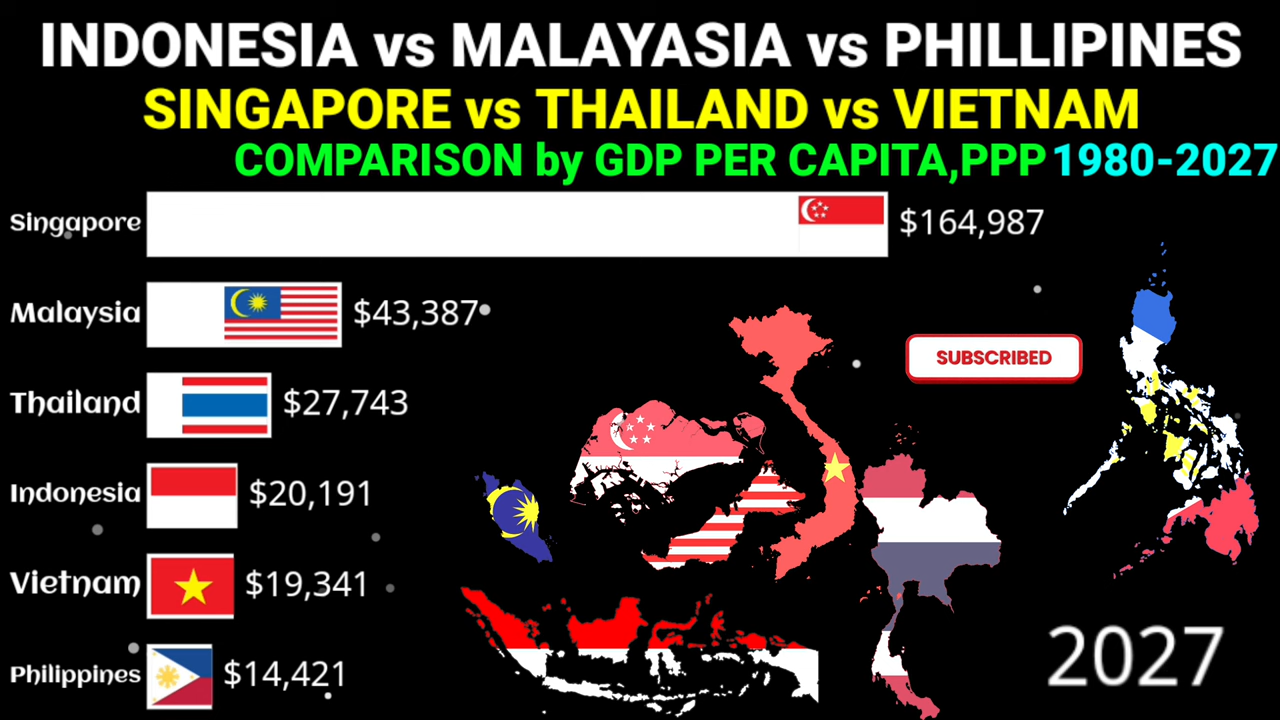 INDONESIA vs MALAYASIA vs PHILLIPINES
SINGAPORE vs THAILAND vs VIETNAM
COMPARISON by GDP PER CAPITA,PPP 1980-2027
Singapore $164,987
Malaysia $43,387
SUBSCRIBED
Thailand $27,743
Indonesia $20,191
Vietnam $19,341
Philippines $14,421
2027